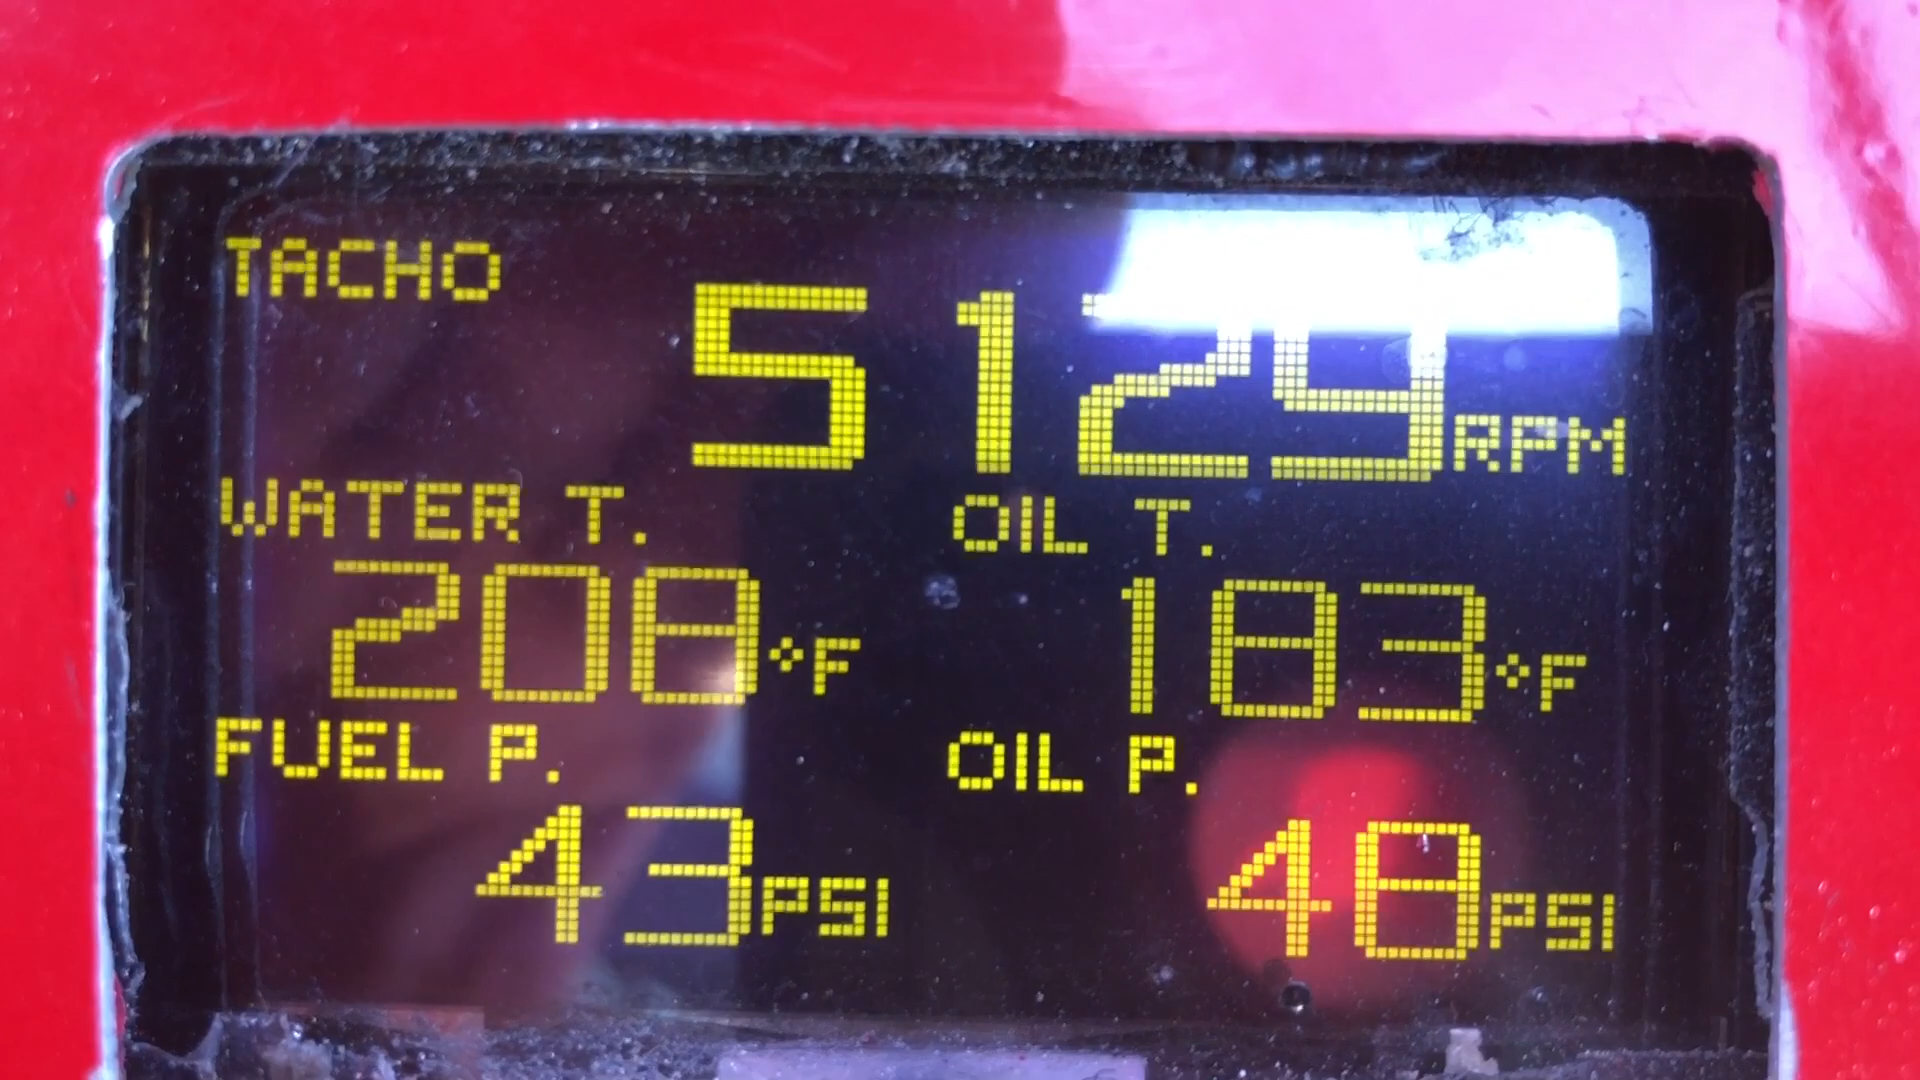 TACHO
5129RPM
WATER T. OIL T.
208°F 183°F
FUEL P. OIL P.
43PSI 48PSI